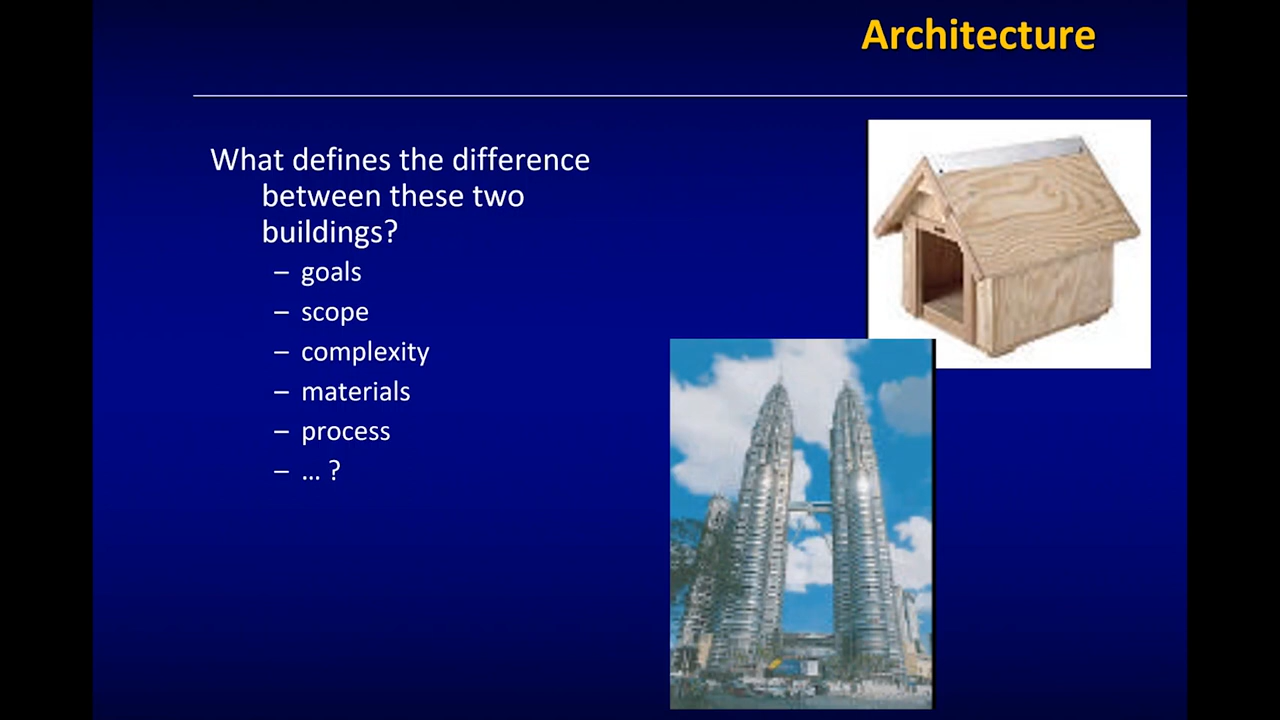 Architecture
What defines the difference
between these two
buildings?
– goals
– scope
– complexity
– materials
– process
– ... ?